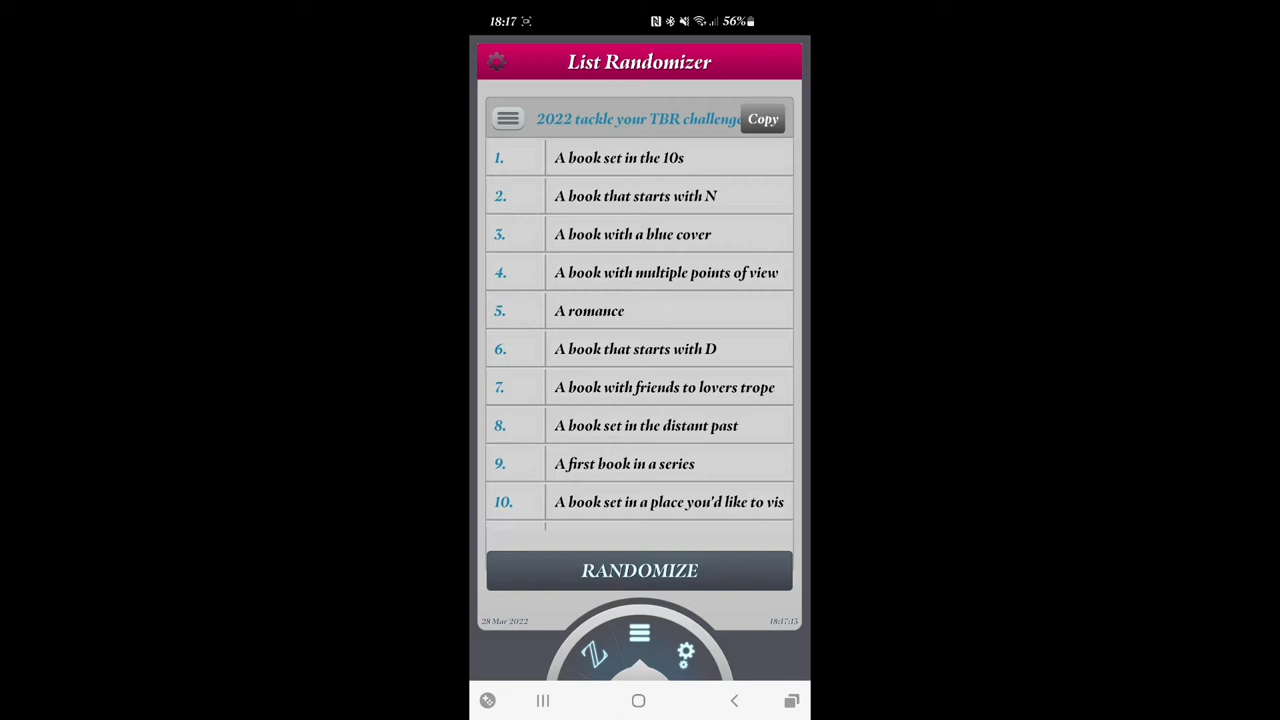 18:17
56%
List Randomizer
2022 tackle your TBR challenge
Copy
1. A book set in the 10s
2. A book that starts with N
3. A book with a blue cover
4. A book with multiple points of view
5. A romance
6. A book that starts with D
7. A book with friends to lovers trope
8. A book set in the distant past
9. A first book in a series
10. A book set in a place you'd like to vis
RANDOMIZE
28 Mar 2022
18:17:15